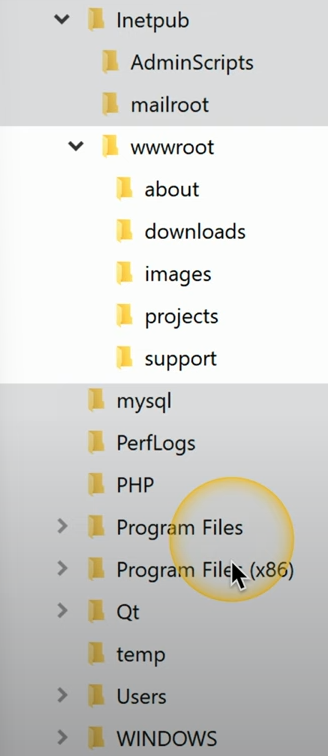 Inetpub
AdminScripts
mailroot
wwwroot
about
downloads
images
projects
support
mysql
PerfLogs
PHP
Program Files
Program Files (x86)
Qt
temp
Users
WINDOWS